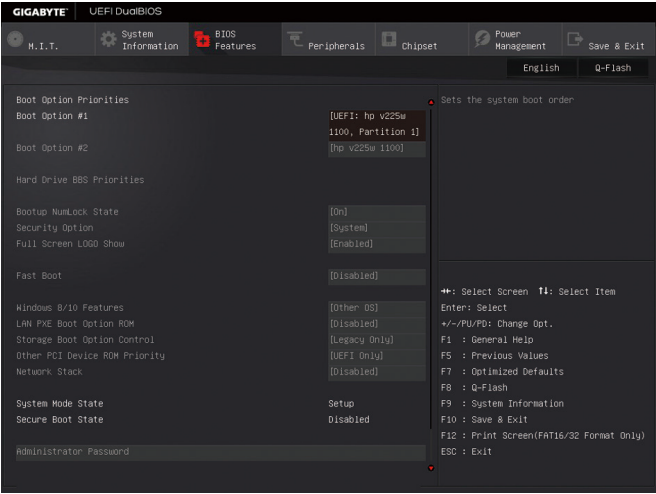 GIGABYTE™ UEFI DualBIOS
M.I.T.
System Information
BIOS Features
Peripherals
Chipset
Power Management
Save & Exit
English Q-Flash
Boot Option Priorities
Boot Option #1 [UEFI: hp v225w
1100, Partition 1]
Boot Option #2 [hp v225w 1100]
Hard Drive BBS Priorities
Bootup NumLock State [On]
Security Option [System]
Full Screen LOGO Show [Enabled]
Fast Boot [Disabled]
Windows 8/10 Features [Other OS]
LAN PXE Boot Option ROM [Disabled]
Storage Boot Option Control [Legacy Only]
Other PCI Device ROM Priority [UEFI Only]
Network Stack [Disabled]
System Mode State Setup
Secure Boot State Disabled
Administrator Password
Sets the system boot order
→←: Select Screen ↑↓: Select Item
Enter: Select
+/-/PU/PD: Change Opt.
F1 : General Help
F5 : Previous Values
F7 : Optimized Defaults
F8 : Q-Flash
F9 : System Information
F10 : Save & Exit
F12 : Print Screen(FAT16/32 Format Only)
ESC : Exit